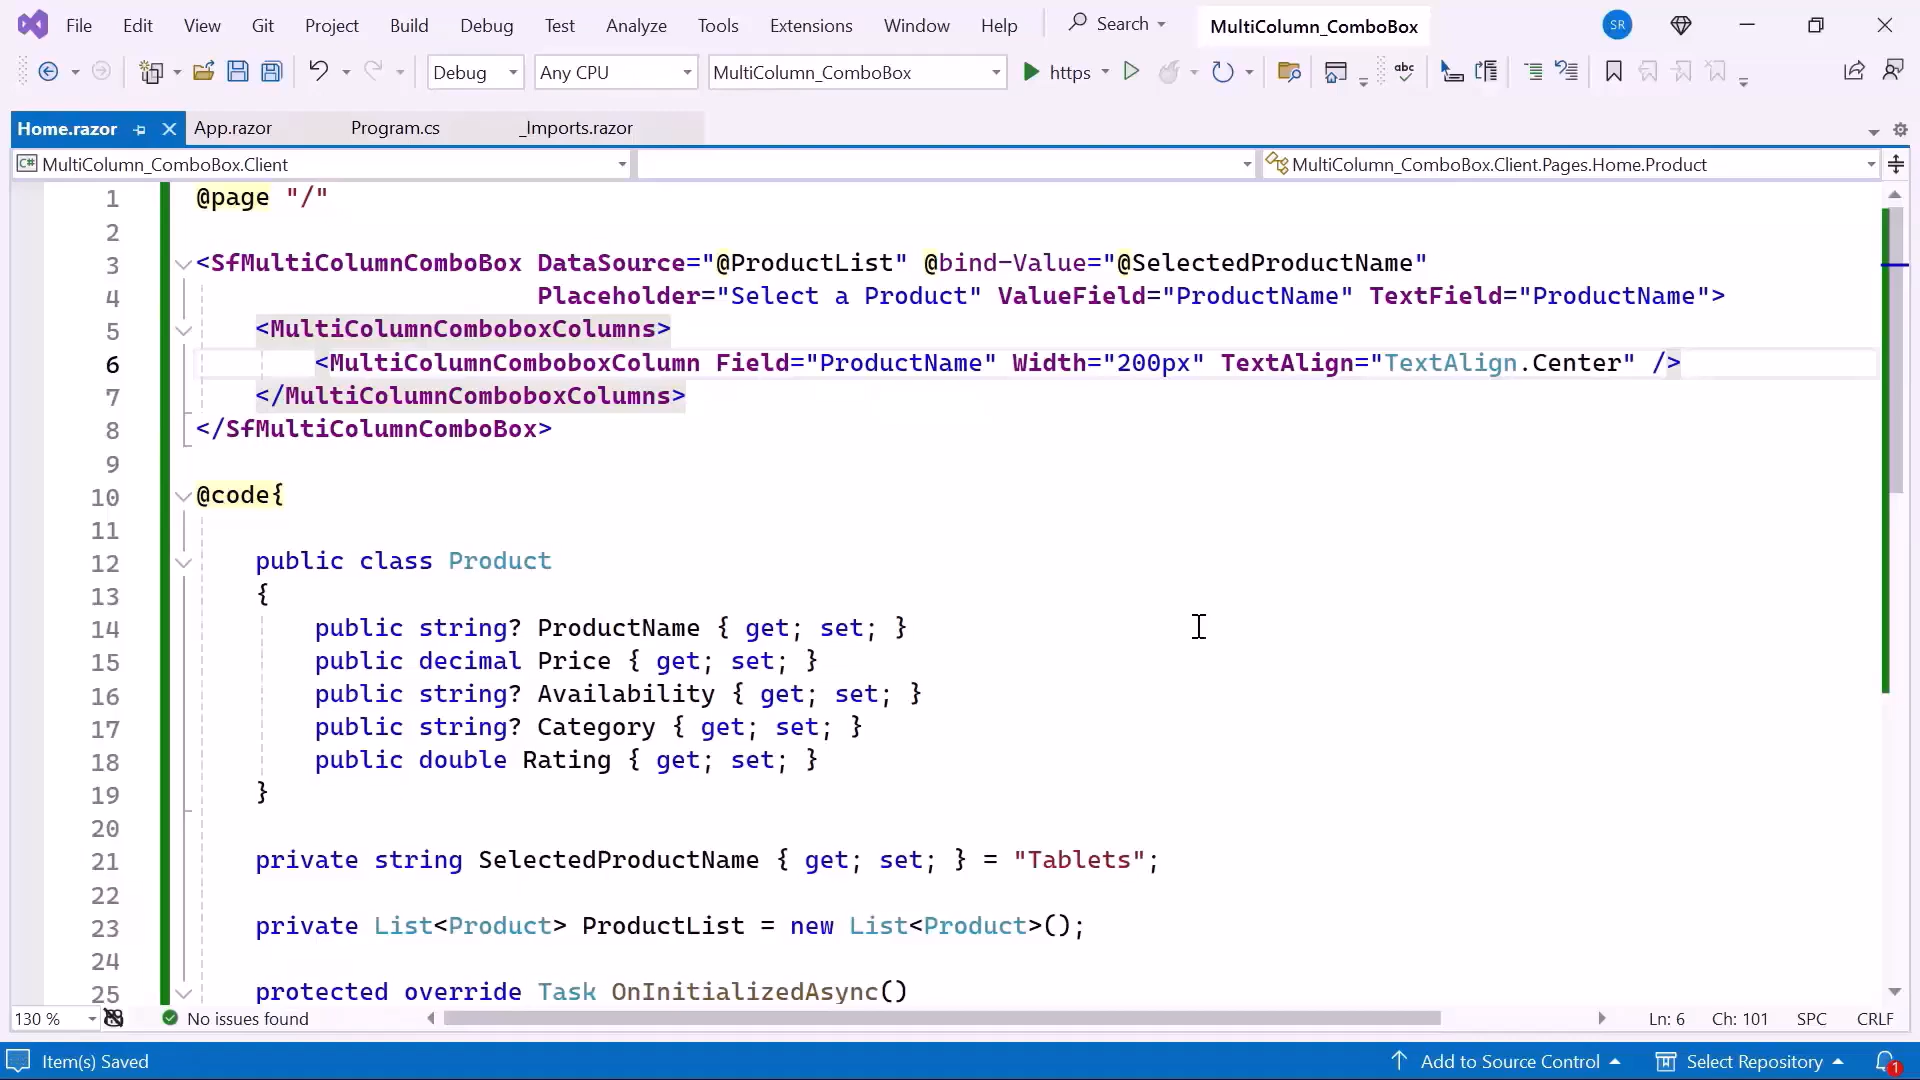 File Edit View Git Project Build Debug Test Analyze Tools Extensions Window Help Search MultiColumn_ComboBox SR
Debug Any CPU MultiColumn_ComboBox https abc
Home.razor App.razor Program.cs _Imports.razor
C# MultiColumn_ComboBox.Client MultiColumn_ComboBox.Client.Pages.Home.Product
1 @page "/"
2
3 <SfMultiColumnComboBox DataSource="@ProductList" @bind-Value="@SelectedProductName"
4 Placeholder="Select a Product" ValueField="ProductName" TextField="ProductName">
5 <MultiColumnComboboxColumns>
6 <MultiColumnComboboxColumn Field="ProductName" Width="200px" TextAlign="TextAlign.Center" />
7 </MultiColumnComboboxColumns>
8 </SfMultiColumnComboBox>
9
10 @code{
11
12 public class Product
13 {
14 public string? ProductName { get; set; }
15 public decimal Price { get; set; }
16 public string? Availability { get; set; }
17 public string? Category { get; set; }
18 public double Rating { get; set; }
19 }
20
21 private string SelectedProductName { get; set; } = "Tablets";
22
23 private List<Product> ProductList = new List<Product>();
24
25 protected override Task OnInitializedAsync()
130 % No issues found Ln: 6 Ch: 101 SPC CRLF
Item(s) Saved Add to Source Control Select Repository 1